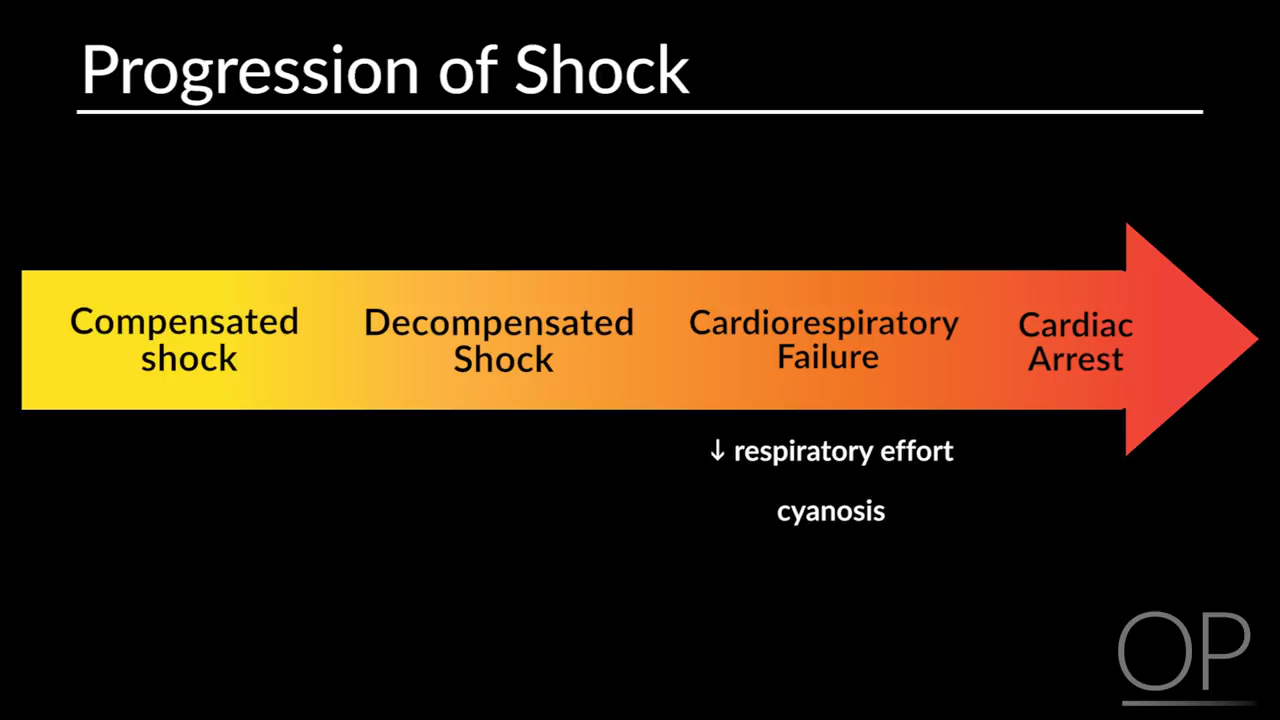 Progression of Shock
Compensated
shock
Decompensated
Shock
Cardiorespiratory
Failure
Cardiac
Arrest
↓ respiratory effort
cyanosis
OP